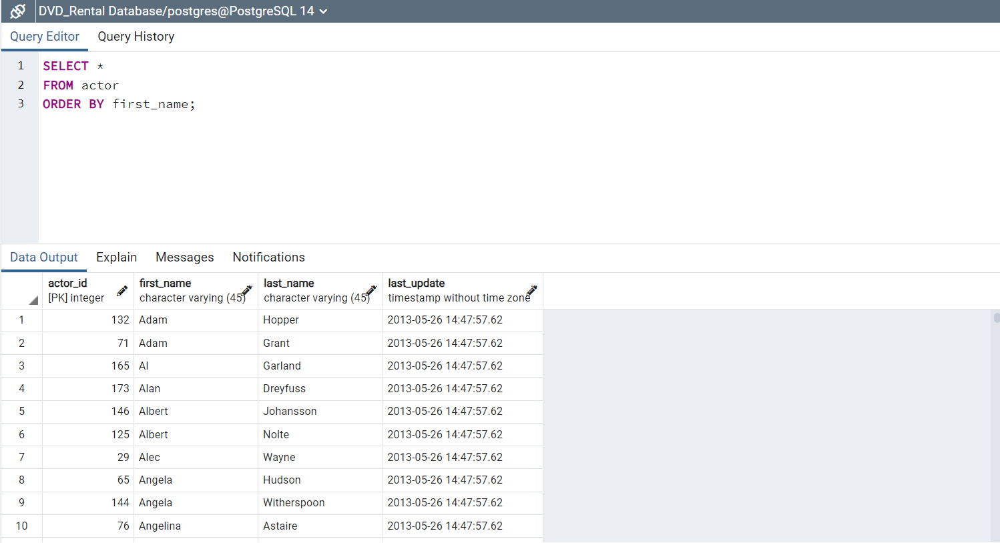 DVD_Rental Database/postgres@PostgreSQL 14
Query Editor Query History
1 SELECT *
2 FROM actor
3 ORDER BY first_name;
Data Output Explain Messages Notifications
actor_id first_name last_name last_update
[PK] integer character varying (45) character varying (45) timestamp without time zone
1 132 Adam Hopper 2013-05-26 14:47:57.62
2 71 Adam Grant 2013-05-26 14:47:57.62
3 165 Al Garland 2013-05-26 14:47:57.62
4 173 Alan Dreyfuss 2013-05-26 14:47:57.62
5 146 Albert Johansson 2013-05-26 14:47:57.62
6 125 Albert Nolte 2013-05-26 14:47:57.62
7 29 Alec Wayne 2013-05-26 14:47:57.62
8 65 Angela Hudson 2013-05-26 14:47:57.62
9 144 Angela Witherspoon 2013-05-26 14:47:57.62
10 76 Angelina Astaire 2013-05-26 14:47:57.62